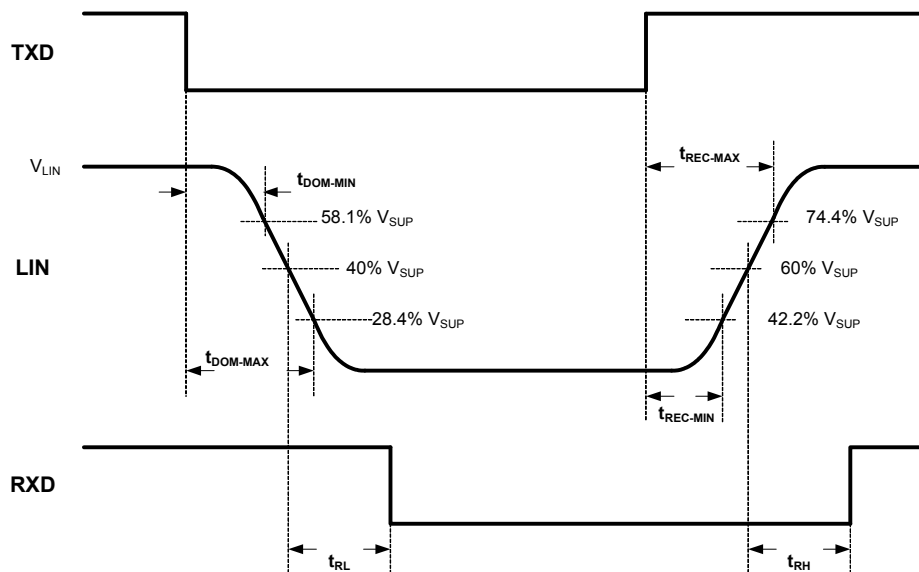 TXD
V_LIN
t_DOM-MIN
t_REC-MAX
58.1% V_SUP
74.4% V_SUP
LIN
40% V_SUP
60% V_SUP
28.4% V_SUP
42.2% V_SUP
t_DOM-MAX
t_REC-MIN
RXD
t_RL
t_RH